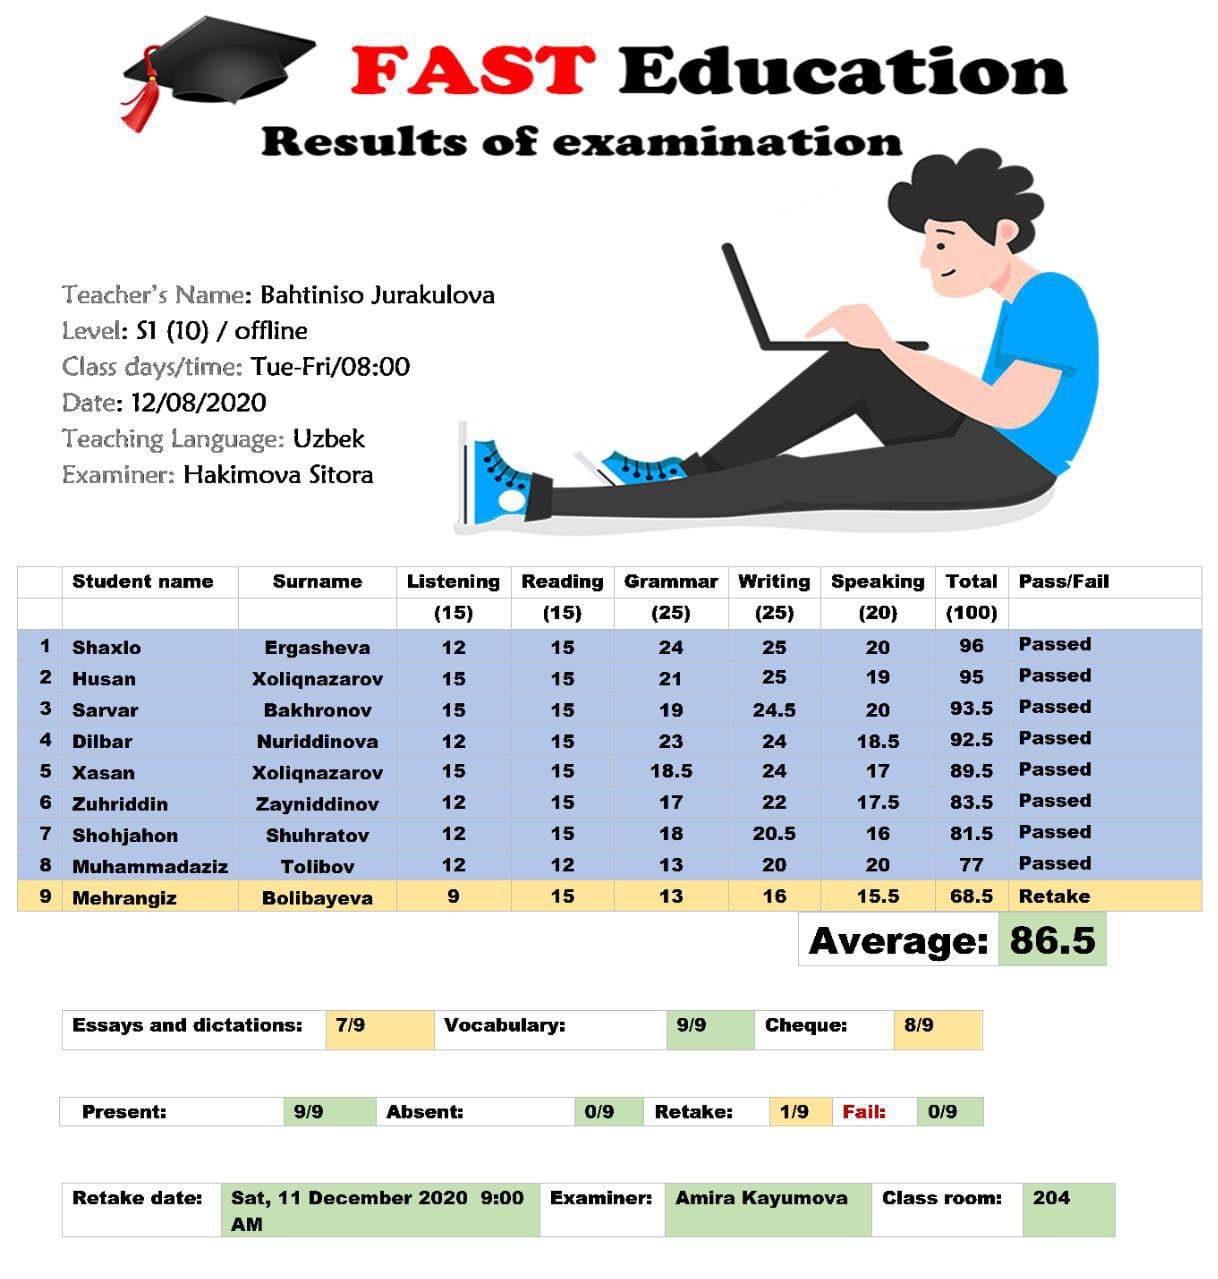 FAST Education
Results of examination
Teacher's Name: Bahtiniso Jurakulova
Level: S1 (10) / offline
Class days/time: Tue-Fri/08:00
Date: 12/08/2020
Teaching Language: Uzbek
Examiner: Hakimova Sitora
Student name Surname Listening Reading Grammar Writing Speaking Total Pass/Fail
(15) (15) (25) (25) (20) (100)
1 Shaxlo Ergasheva 12 15 24 25 20 96 Passed
2 Husan Xoliqnazarov 15 15 21 25 19 95 Passed
3 Sarvar Bakhronov 15 15 19 24.5 20 93.5 Passed
4 Dilbar Nuriddinova 12 15 23 24 18.5 92.5 Passed
5 Xasan Xoliqnazarov 15 15 18.5 24 17 89.5 Passed
6 Zuhriddin Zayniddinov 12 15 17 22 17.5 83.5 Passed
7 Shohjahon Shuhratov 12 15 18 20.5 16 81.5 Passed
8 Muhammadaziz Tolibov 12 12 13 20 20 77 Passed
9 Mehrangiz Bolibayeva 9 15 13 16 15.5 68.5 Retake
Average: 86.5
Essays and dictations: 7/9 Vocabulary: 9/9 Cheque: 8/9
Present: 9/9 Absent: 0/9 Retake: 1/9 Fail: 0/9
Retake date: Sat, 11 December 2020 9:00 Examiner: Amira Kayumova Class room: 204
AM